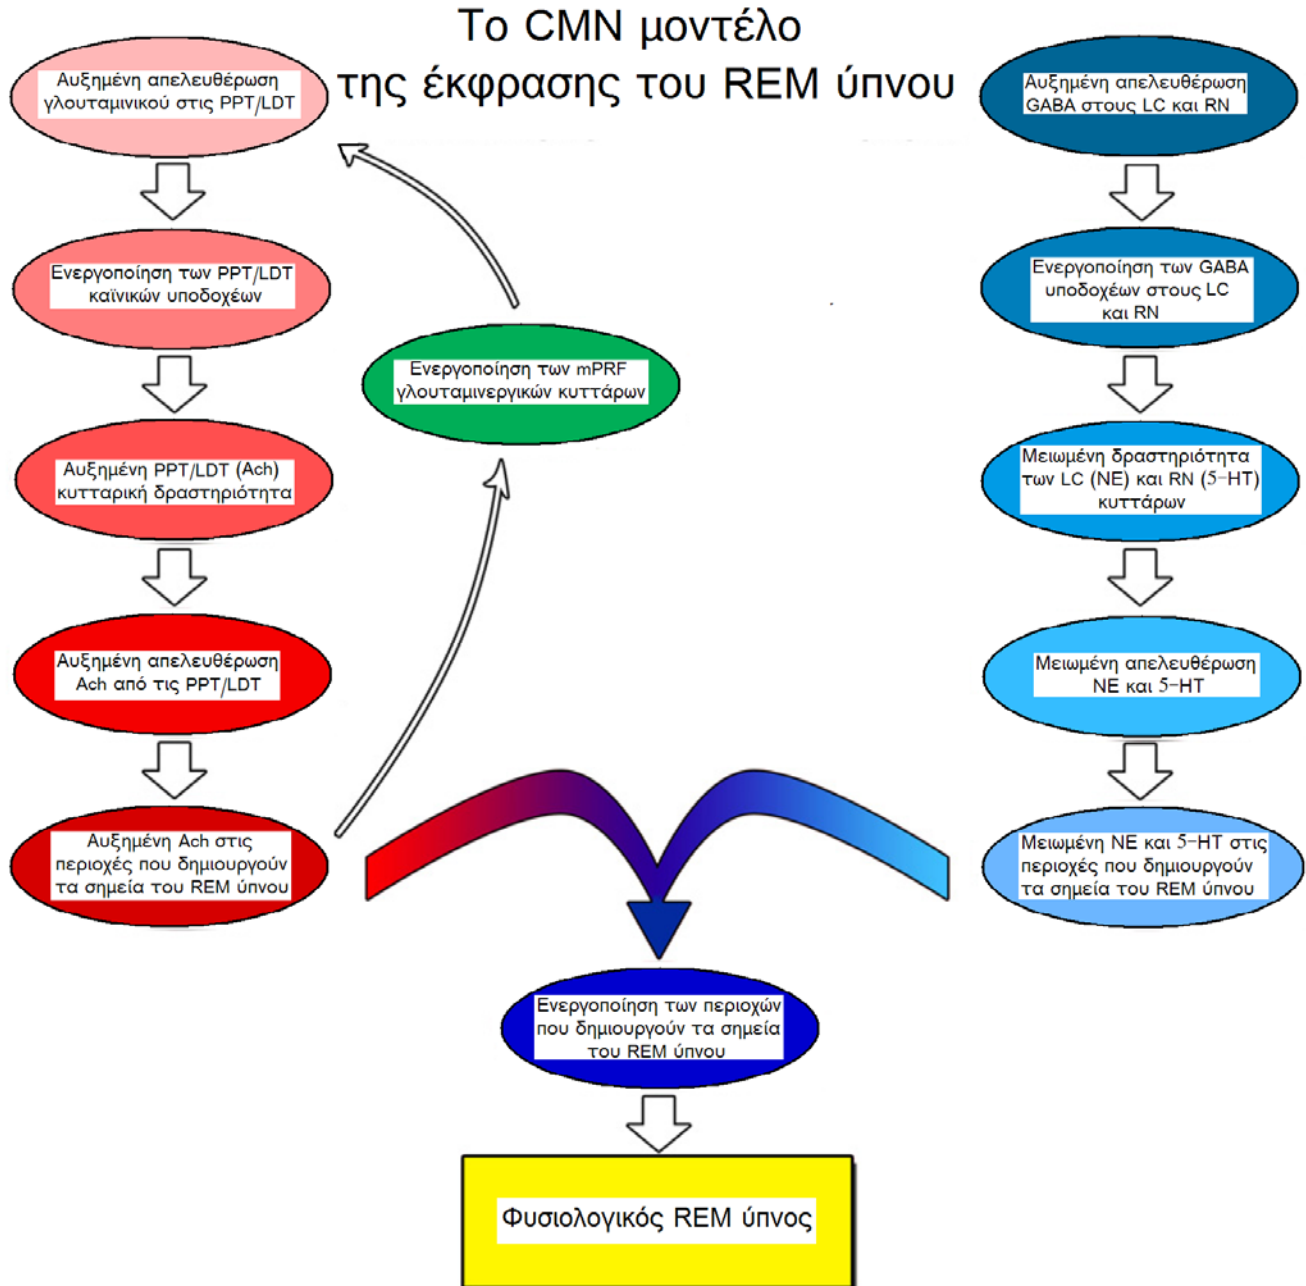 Το CMN μοντέλο
της έκφρασης του REM ύπνου
Αυξημένη απελευθέρωση
γλουταμινικού στις PPT/LDT
Ενεργοποίηση των PPT/LDT
καϊνικών υποδοχέων
Αυξημένη PPT/LDT (Ach)
κυτταρική δραστηριότητα
Αυξημένη απελευθέρωση
Ach από τις PPT/LDT
Αυξημένη Ach στις
περιοχές που δημιουργούν
τα σημεία του REM ύπνου
Ενεργοποίηση των mPRF
γλουταμινεργικών κυττάρων
Αυξημένη απελευθέρωση
GABA στους LC και RN
Ενεργοποίηση των GABA
υποδοχέων στους LC
και RN
Μειωμένη δραστηριότητα
των LC (NE) και RN (5-HT)
κυττάρων
Μειωμένη απελευθέρωση
NE και 5-HT
Μειωμένη NE και 5-HT στις
περιοχές που δημιουργούν
τα σημεία του REM ύπνου
Ενεργοποίηση των περιοχών
που δημιουργούν τα σημεία
του REM ύπνου
Φυσιολογικός REM ύπνος